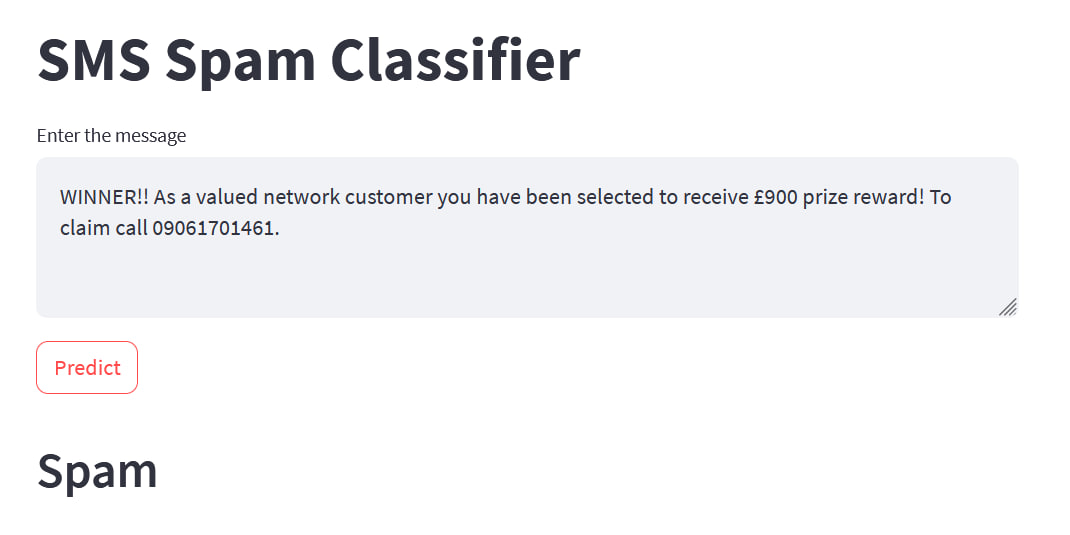 SMS Spam Classifier
Enter the message
WINNER!! As a valued network customer you have been selected to receive £900 prize reward! To
claim call 09061701461.
Predict
Spam